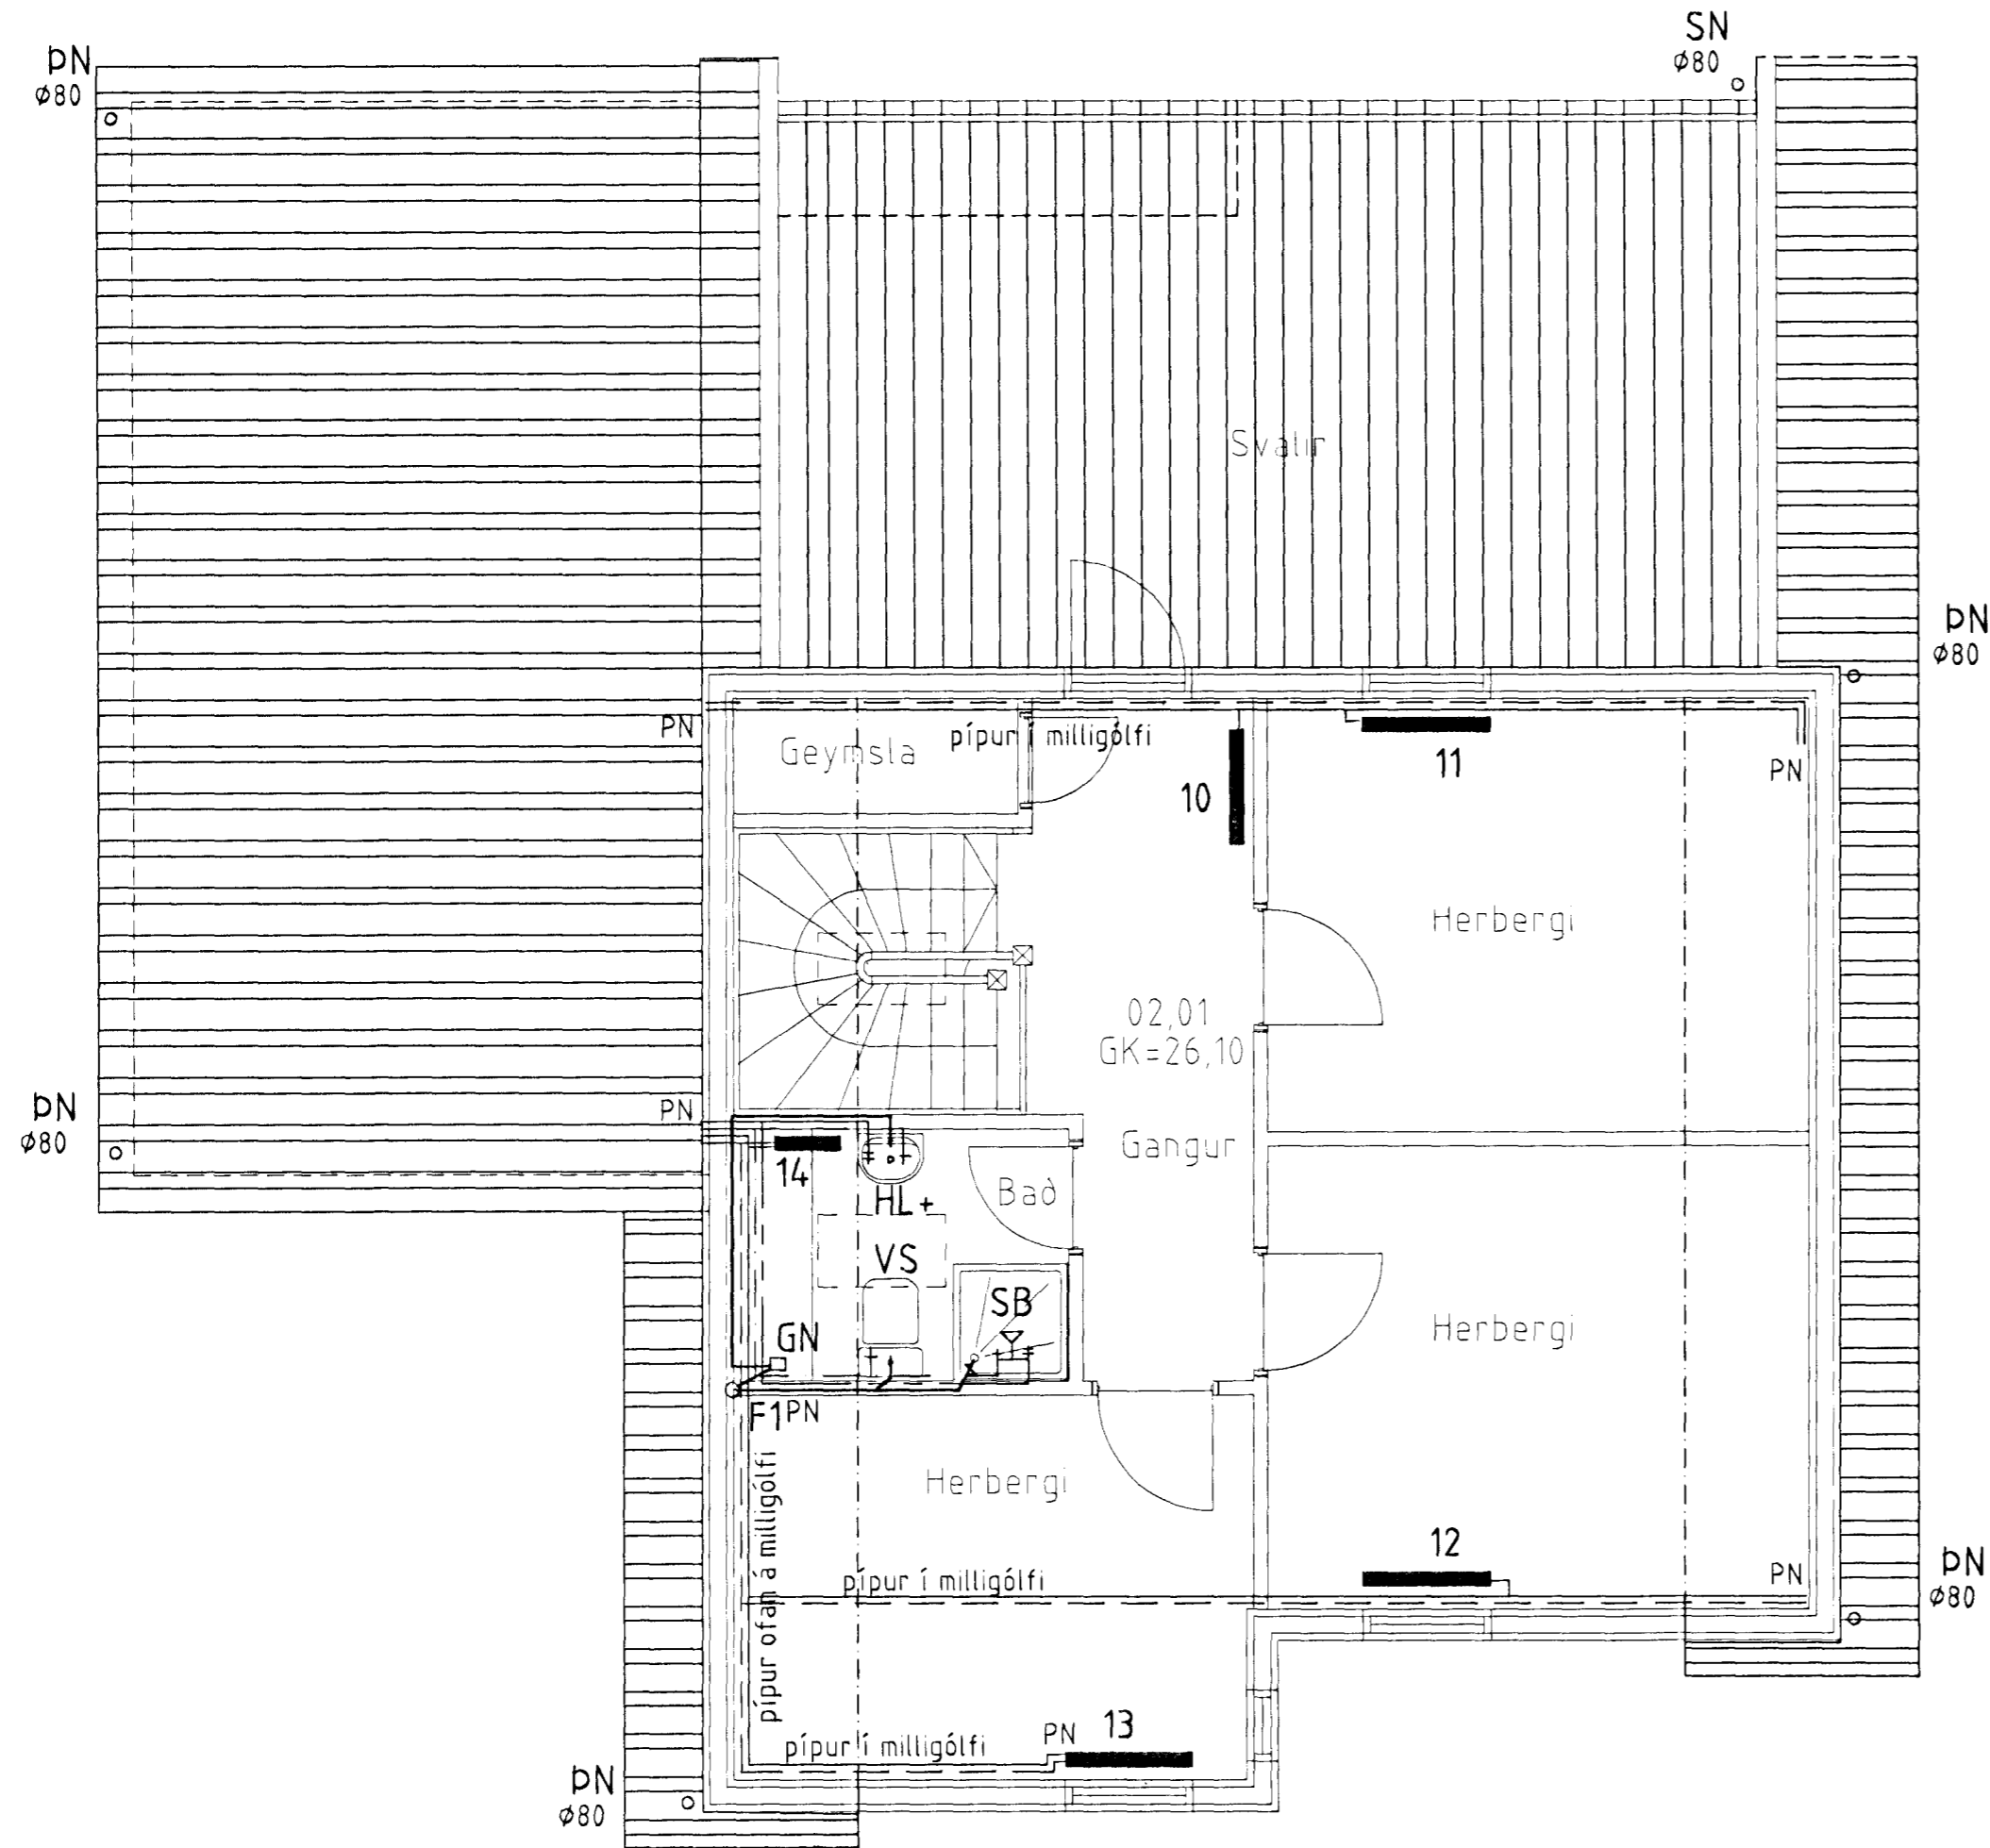 ÞN
ø80
SN
ø80
Svalir
ÞN
ø80
PN
Geymsla
pípur í milligólfi
10
11
PN
Herbergi
02,01
GK=26,10
ÞN
ø80
PN
Gangur
14
HL+
Bað
VS
SB
GN
Herbergi
F1
PN
Herbergi
pípur ofan á milligólfi
pípur í milligólfi
12
PN
ÞN
ø80
PN
13
pípur í milligólfi
ÞN
ø80